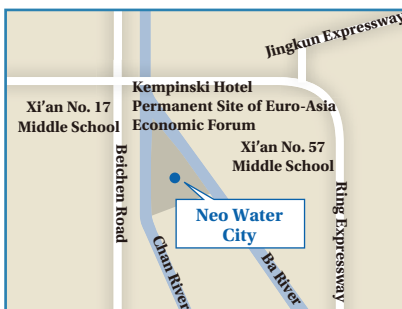 Jingkun Expressway
Kempinski Hotel
Permanent Site of Euro-Asia
Economic Forum
Xi'an No. 17
Middle School
Xi'an No. 57
Middle School
Beichen Road
Neo Water
City
Ring Expressway
Chan River
Ba River